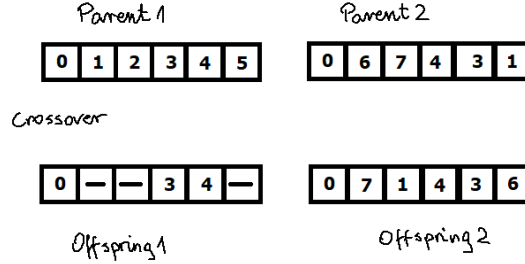 Parent 1 Parent 2
0 1 2 3 4 5 0 6 7 4 3 1
Crossover
0 — — 3 4 — 0 7 1 4 3 6
Offspring 1 Offspring 2